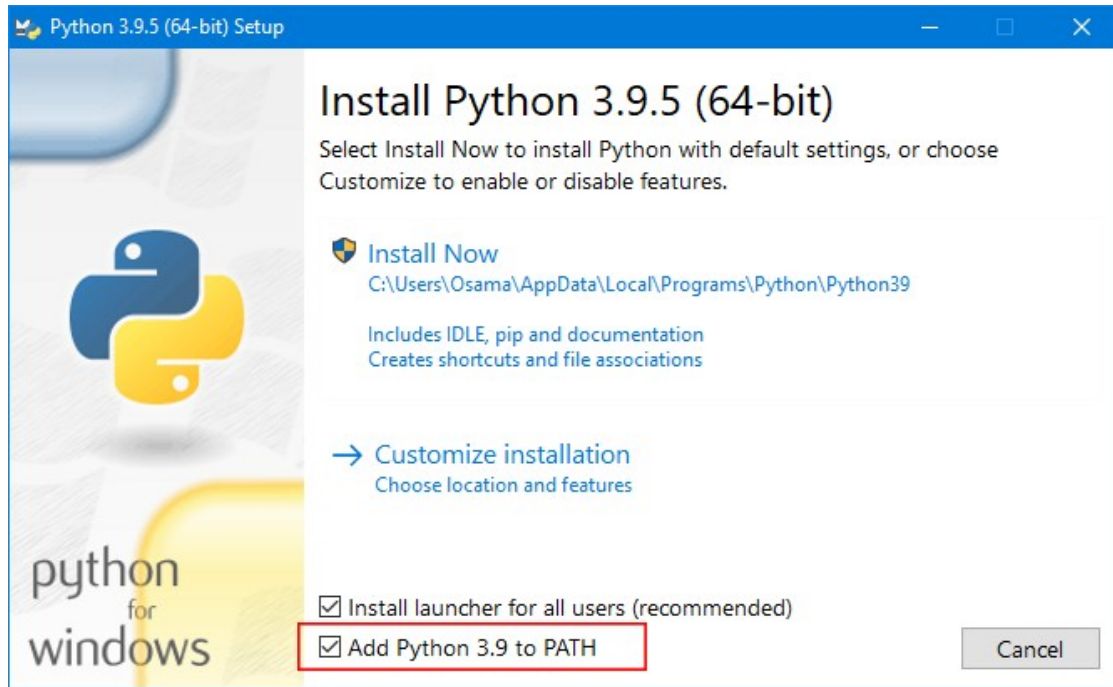 Python 3.9.5 (64-bit) Setup
Install Python 3.9.5 (64-bit)
Select Install Now to install Python with default settings, or choose
Customize to enable or disable features.
Install Now
C:\Users\Osama\AppData\Local\Programs\Python\Python39
Includes IDLE, pip and documentation
Creates shortcuts and file associations
Customize installation
Choose location and features
python
for
windows
Install launcher for all users (recommended)
Add Python 3.9 to PATH
Cancel